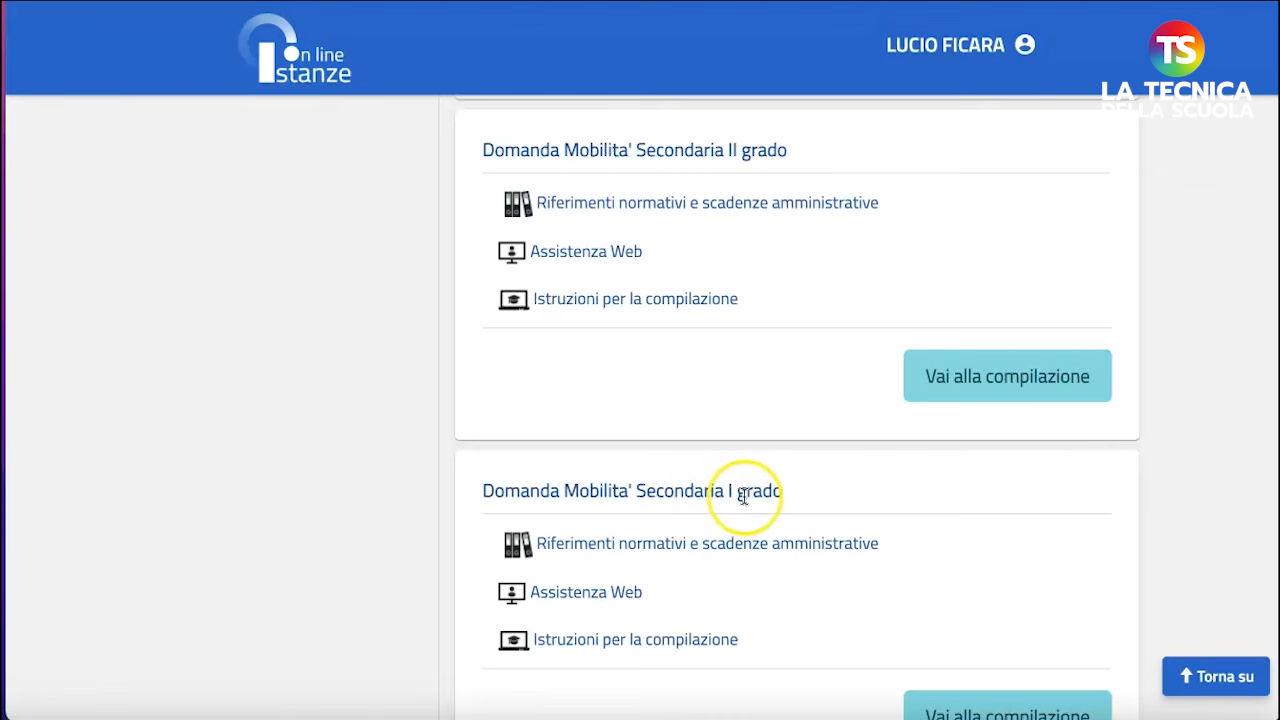 on line
istanze
LUCIO FICARA
TS
LA TECNICA
DELLA SCUOLA
Domanda Mobilita' Secondaria II grado
Riferimenti normativi e scadenze amministrative
Assistenza Web
Istruzioni per la compilazione
Vai alla compilazione
Domanda Mobilita' Secondaria I grado
Riferimenti normativi e scadenze amministrative
Assistenza Web
Istruzioni per la compilazione
Vai alla compilazione
Torna su